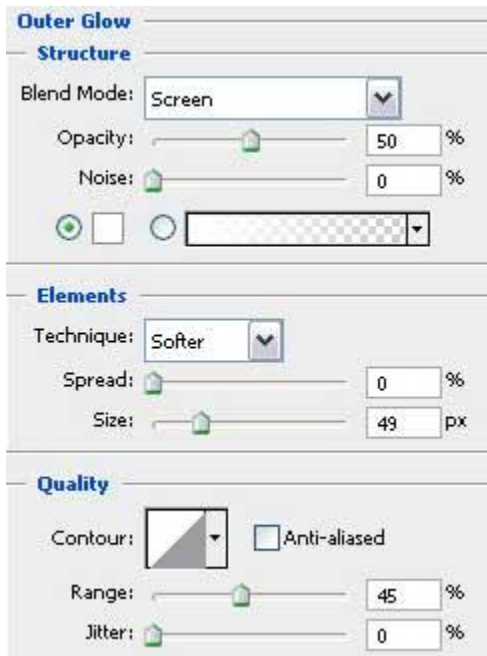 Outer Glow
Structure
Blend Mode: Screen
Opacity: 50 %
Noise: 0 %
Elements
Technique: Softer
Spread: 0 %
Size: 49 px
Quality
Contour: Anti-aliased
Range: 45 %
Jitter: 0 %